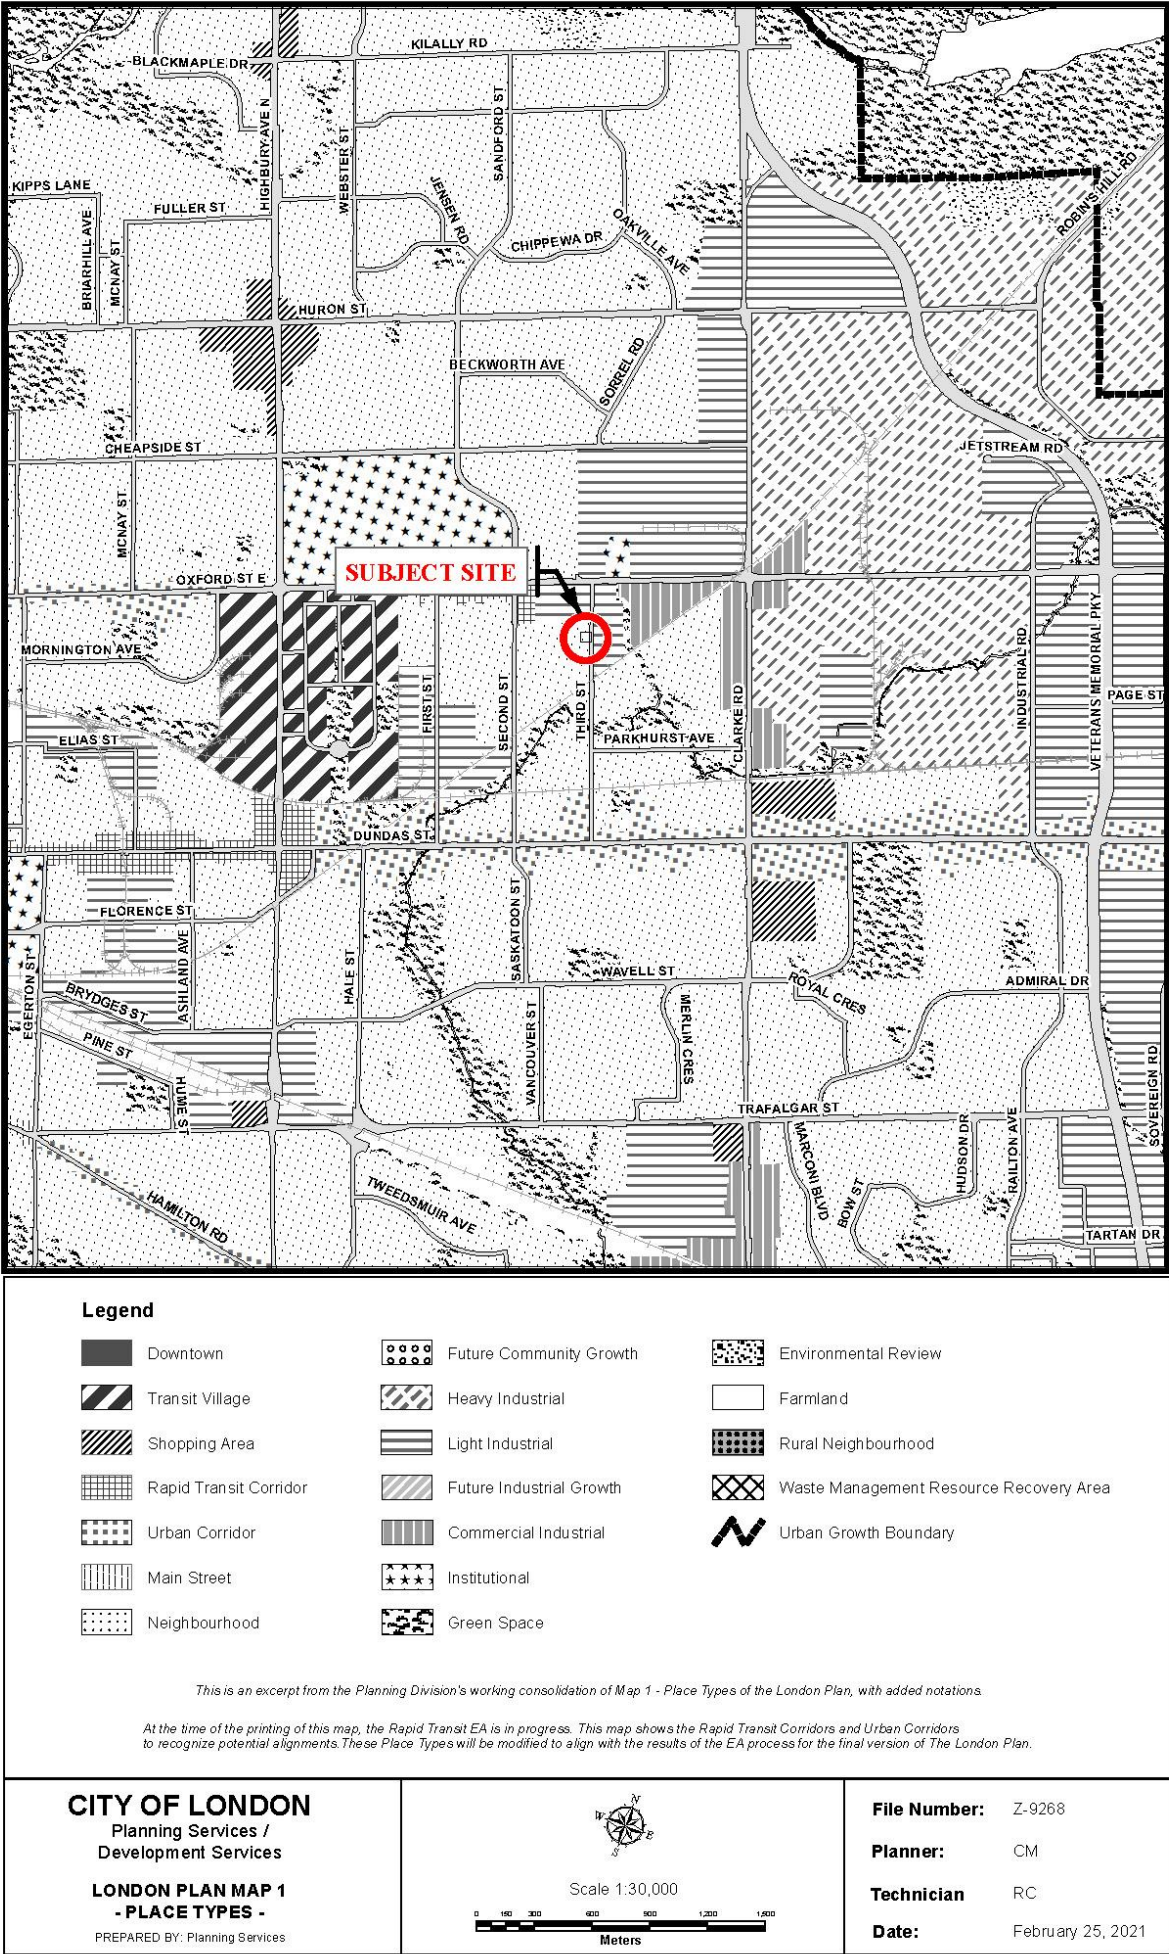 KILALLY RD
BLACKMAPLE DR
HIGHBURY AVE N
WEBSTER ST
SANDFORD ST
JENSEN RD
KIPPS LANE
FULLER ST
BRIARHILL AVE
MCNAY ST
CHIPPEWA DR
OAKVILLE AVE
ROBIN'S HILL RD
HURON ST
BECKWORTH AVE
SORREL RD
CHEAPSIDE ST
JETSTREAM RD
MCNAY ST
OXFORD ST E
SUBJECT SITE
MORNINGTON AVE
FIRST ST
SECOND ST
THIRD ST
PARKHURST AVE
CLARKE RD
INDUSTRIAL RD
VETERANS MEMORIAL PKY
PAGE ST
ELIAS ST
DUNDAS ST
FLORENCE ST
ASHLAND AVE
EGERTON ST
HALE ST
SASKATOON ST
WAVELL ST
ROYAL CRES
ADMIRAL DR
BRYDGES ST
PINE ST
HUME ST
VANCOUVER ST
MERLIN CRES
TRAFALGAR ST
SOVEREIGN RD
MARCONI BLVD
BOW ST
HUDSON DR
RAILTON AVE
HAMILTON RD
TWEEDSMUIR AVE
TARTAN DR
Legend
Downtown
Transit Village
Shopping Area
Rapid Transit Corridor
Urban Corridor
Main Street
Neighbourhood
Future Community Growth
Heavy Industrial
Light Industrial
Future Industrial Growth
Commercial Industrial
Institutional
Green Space
Environmental Review
Farmland
Rural Neighbourhood
Waste Management Resource Recovery Area
Urban Growth Boundary
This is an excerpt from the Planning Division's working consolidation of Map 1 - Place Types of the London Plan, with added notations.
At the time of the printing of this map, the Rapid Transit EA is in progress. This map shows the Rapid Transit Corridors and Urban Corridors
to recognize potential alignments.These Place Types will be modified to align with the results of the EA process for the final version of The London Plan.
CITY OF LONDON
Planning Services /
Development Services
LONDON PLAN MAP 1
- PLACE TYPES -
PREPARED BY: Planning Services
N
W
E
S
Scale 1:30,000
0 150 300 600 900 1,200 1,500
Meters
File Number: Z-9268
Planner: CM
Technician RC
Date: February 25, 2021